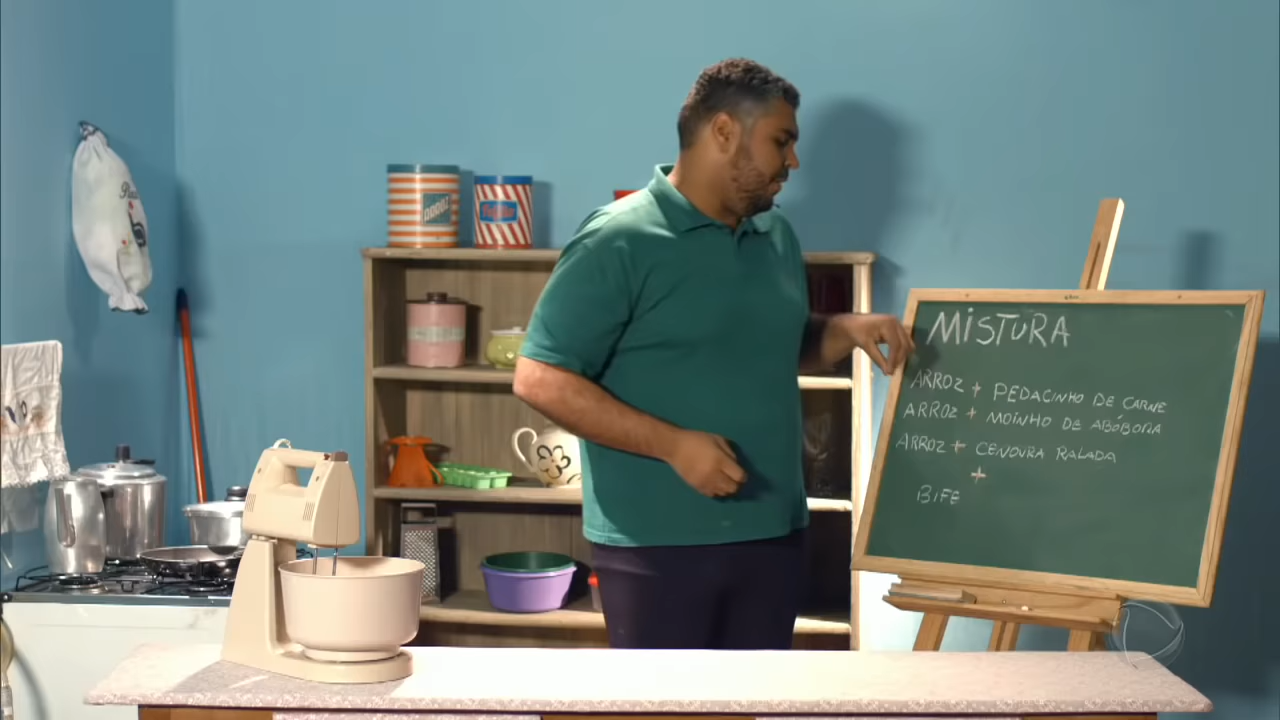 MISTURA
ARROZ + PEDACINHO DE CARNE
ARROZ + MOINHO DE ABÓBORA
ARROZ + CENOURA RALADA
+
BIFE